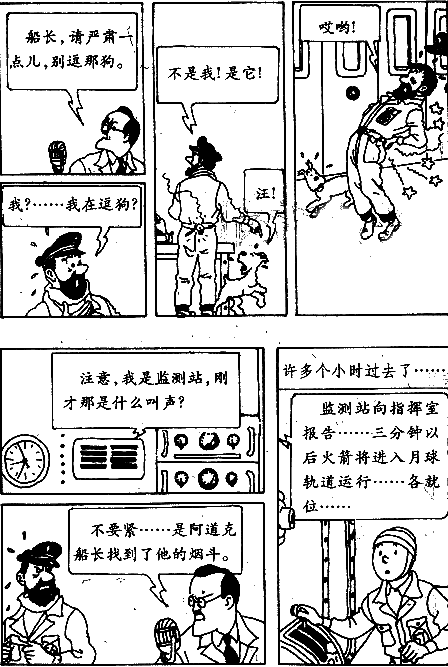 船长，请严肃一
点儿，别逗那狗。
我？……我在逗狗？
不是我！是它！
汪！
哎哟！
注意，我是监测站，刚
才那是什么叫声？
不要紧……是阿道克
船长找到了他的烟斗。
许多个小时过去了……
监测站向指挥室
报告……三分钟以
后火箭将进入月球
轨道运行……各就
位……